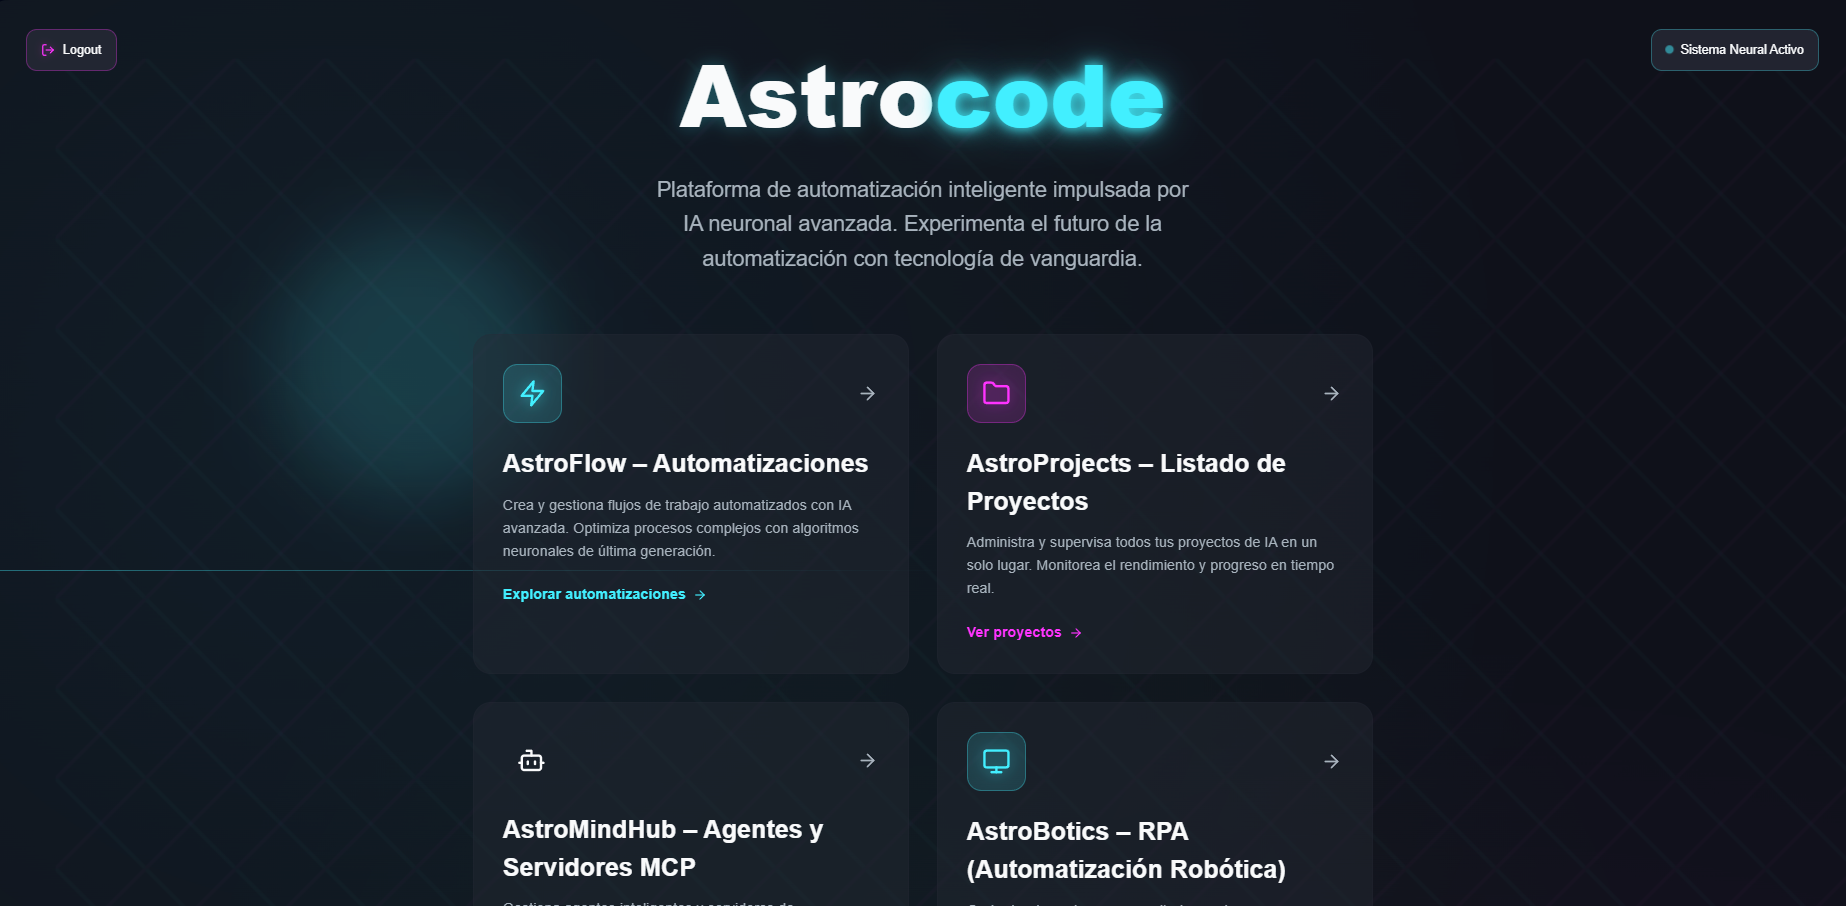 Logout
Sistema Neural Activo
Astrocode
Plataforma de automatización inteligente impulsada por
IA neuronal avanzada. Experimenta el futuro de la
automatización con tecnología de vanguardia.
AstroFlow – Automatizaciones
Crea y gestiona flujos de trabajo automatizados con IA
avanzada. Optimiza procesos complejos con algoritmos
neuronales de última generación.
Explorar automatizaciones
AstroProjects – Listado de
Proyectos
Administra y supervisa todos tus proyectos de IA en un
solo lugar. Monitorea el rendimiento y progreso en tiempo
real.
Ver proyectos
AstroMindHub – Agentes y
Servidores MCP
AstroBotics – RPA
(Automatización Robótica)